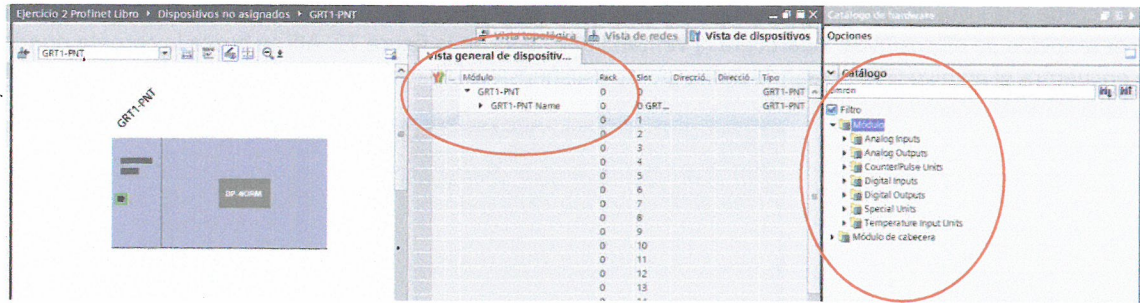 Ejercicio 2 Profinet Libro ▸ Dispositivos no asignados ▸ GRT1-PNT
Catálogo de hardware
Vista topológica
Vista de redes
Vista de dispositivos
Opciones
GRT1-PNT
Vista general de dispositiv...
Módulo Rack Slot Direcció.. Direcció.. Tipo
GRT1-PNT 0 0 GRT1-PNT
GRT1-PNT Name 0 0 GRT... GRT1-PNT
0 1
0 2
0 3
0 4
0 5
0 6
0 7
0 8
0 9
0 10
0 11
0 12
0 13
GRT1-PNT
DP-NORM
Catálogo
omron
Filtro
Módulo
Analog Inputs
Analog Outputs
Counter/Pulse Units
Digital Inputs
Digital Outputs
Special Units
Temperature Input Units
Módulo de cabecera